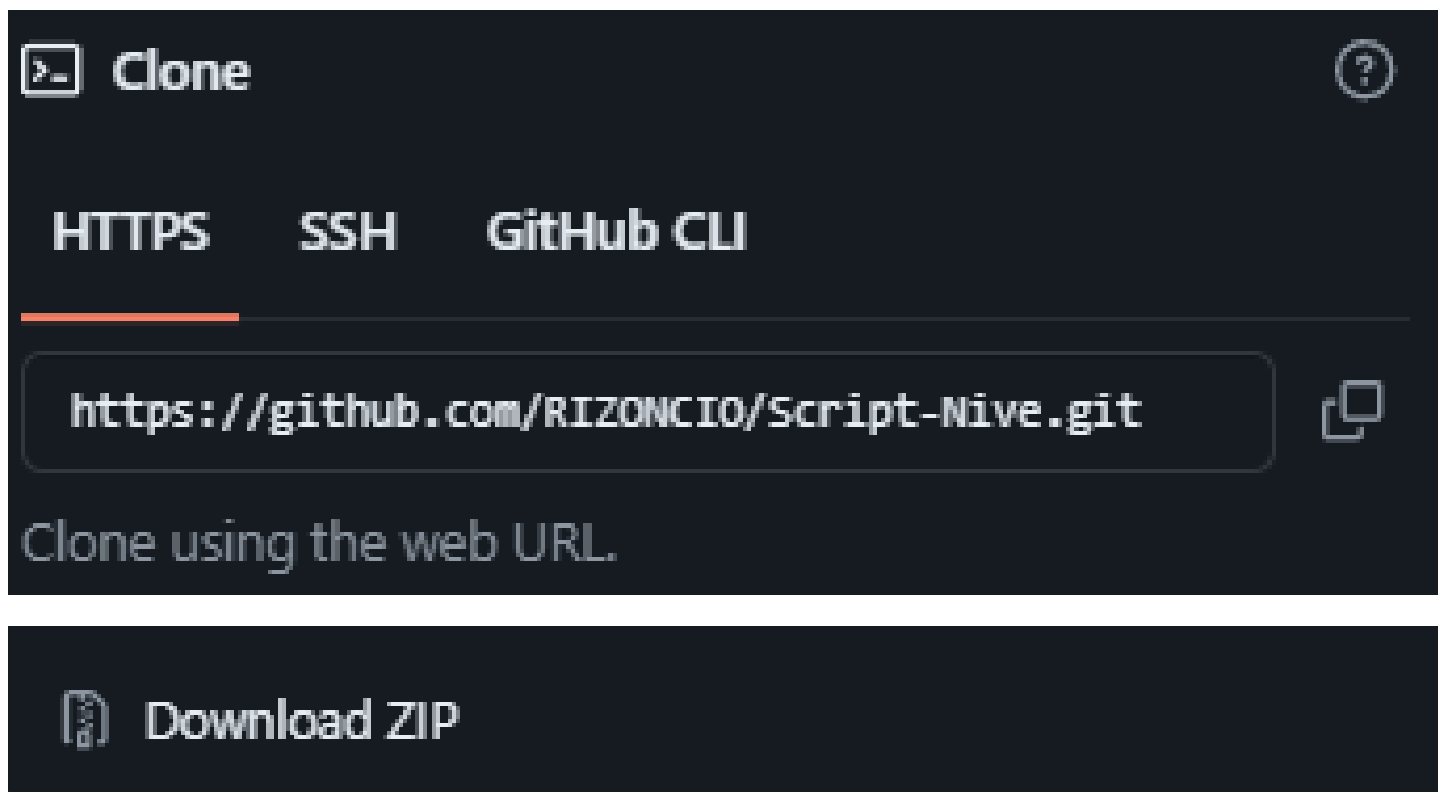 Clone
HTTPS SSH GitHub CLI
https://github.com/RIZONCIO/Script-Nive.git
Clone using the web URL.
Download ZIP